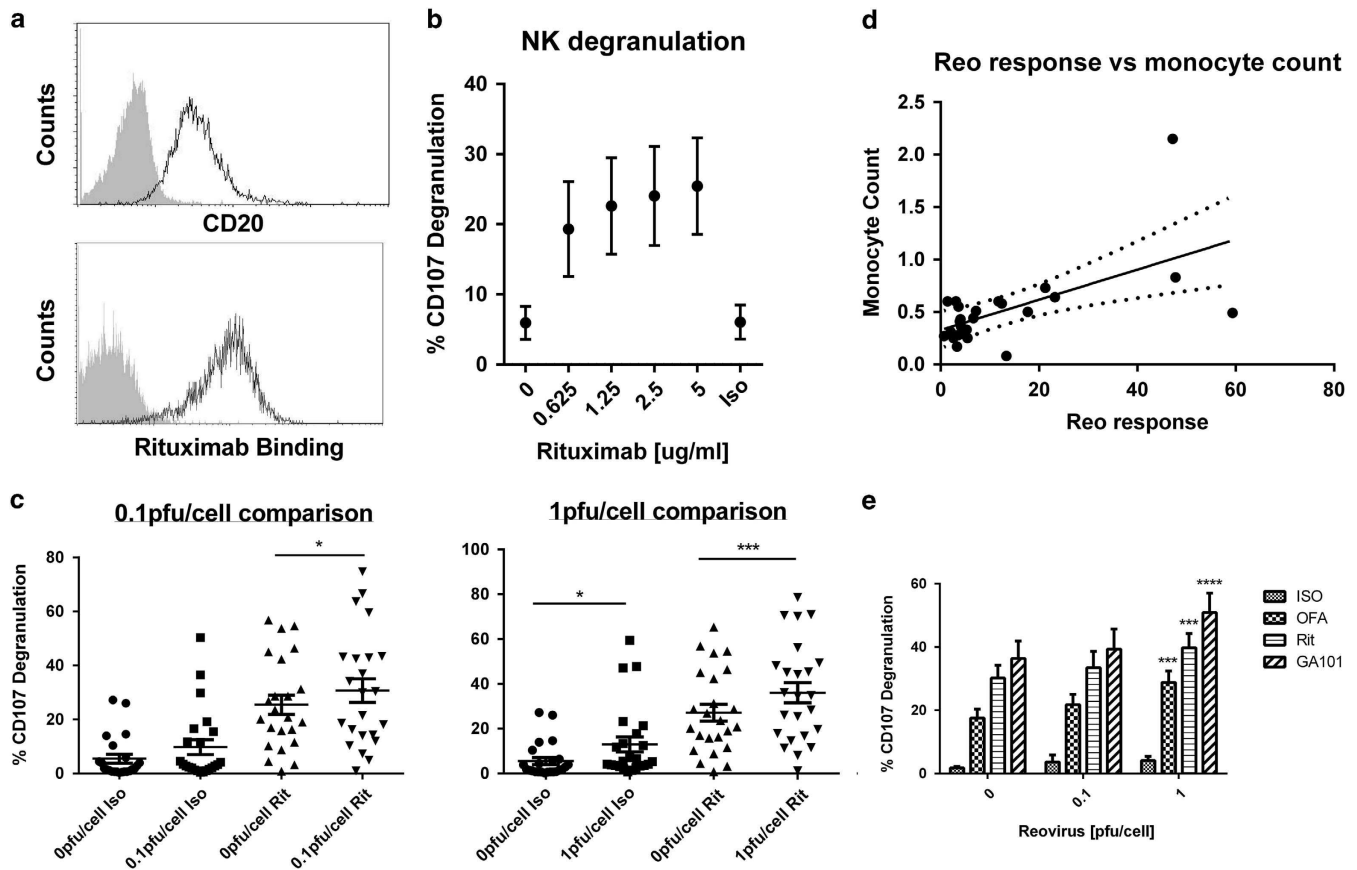 a
Counts
CD20
Counts
Rituximab Binding
b
NK degranulation
% CD107 Degranulation
40
30
20
10
0
0
0.625
1.25
2.5
5
Iso
Rituximab [ug/ml]
d
Reo response vs monocyte count
Monocyte Count
2.5
2.0
1.5
1.0
0.5
0.0
0
20
40
60
80
Reo response
c
0.1pfu/cell comparison
% CD107 Degranulation
80
60
40
20
0
*
0pfu/cell Iso
0.1pfu/cell Iso
0pfu/cell Rit
0.1pfu/cell Rit
1pfu/cell comparison
100
80
60
40
20
0
*
***
0pfu/cell Iso
1pfu/cell Iso
0pfu/cell Rit
1pfu/cell Rit
e
% CD107 Degranulation
60
40
20
0
***
***
****
0
0.1
1
Reovirus [pfu/cell]
ISO
OFA
Rit
GA101